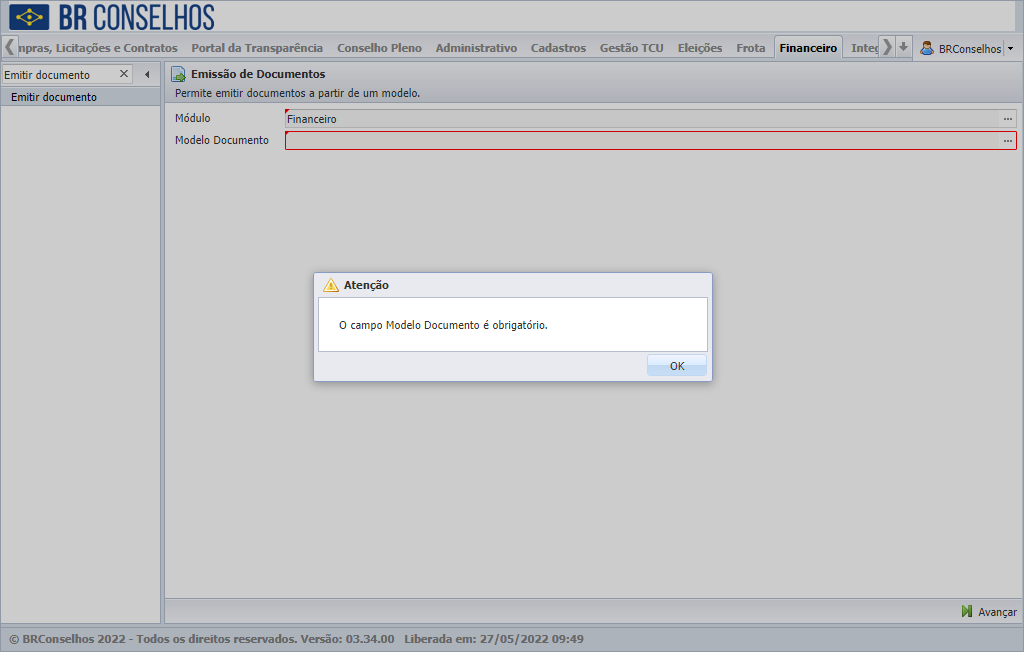 BR CONSELHOS
mpras, Licitações e Contratos Portal da Transparência Conselho Pleno Administrativo Cadastros Gestão TCU Eleições Frota Financeiro Integ BRConselhos
Emitir documento
Emitir documento
Emissão de Documentos
Permite emitir documentos a partir de um modelo.
Módulo Financeiro ...
Modelo Documento ...
Atenção
O campo Modelo Documento é obrigatório.
OK
Avançar
© BRConselhos 2022 - Todos os direitos reservados. Versão: 03.34.00 Liberada em: 27/05/2022 09:49